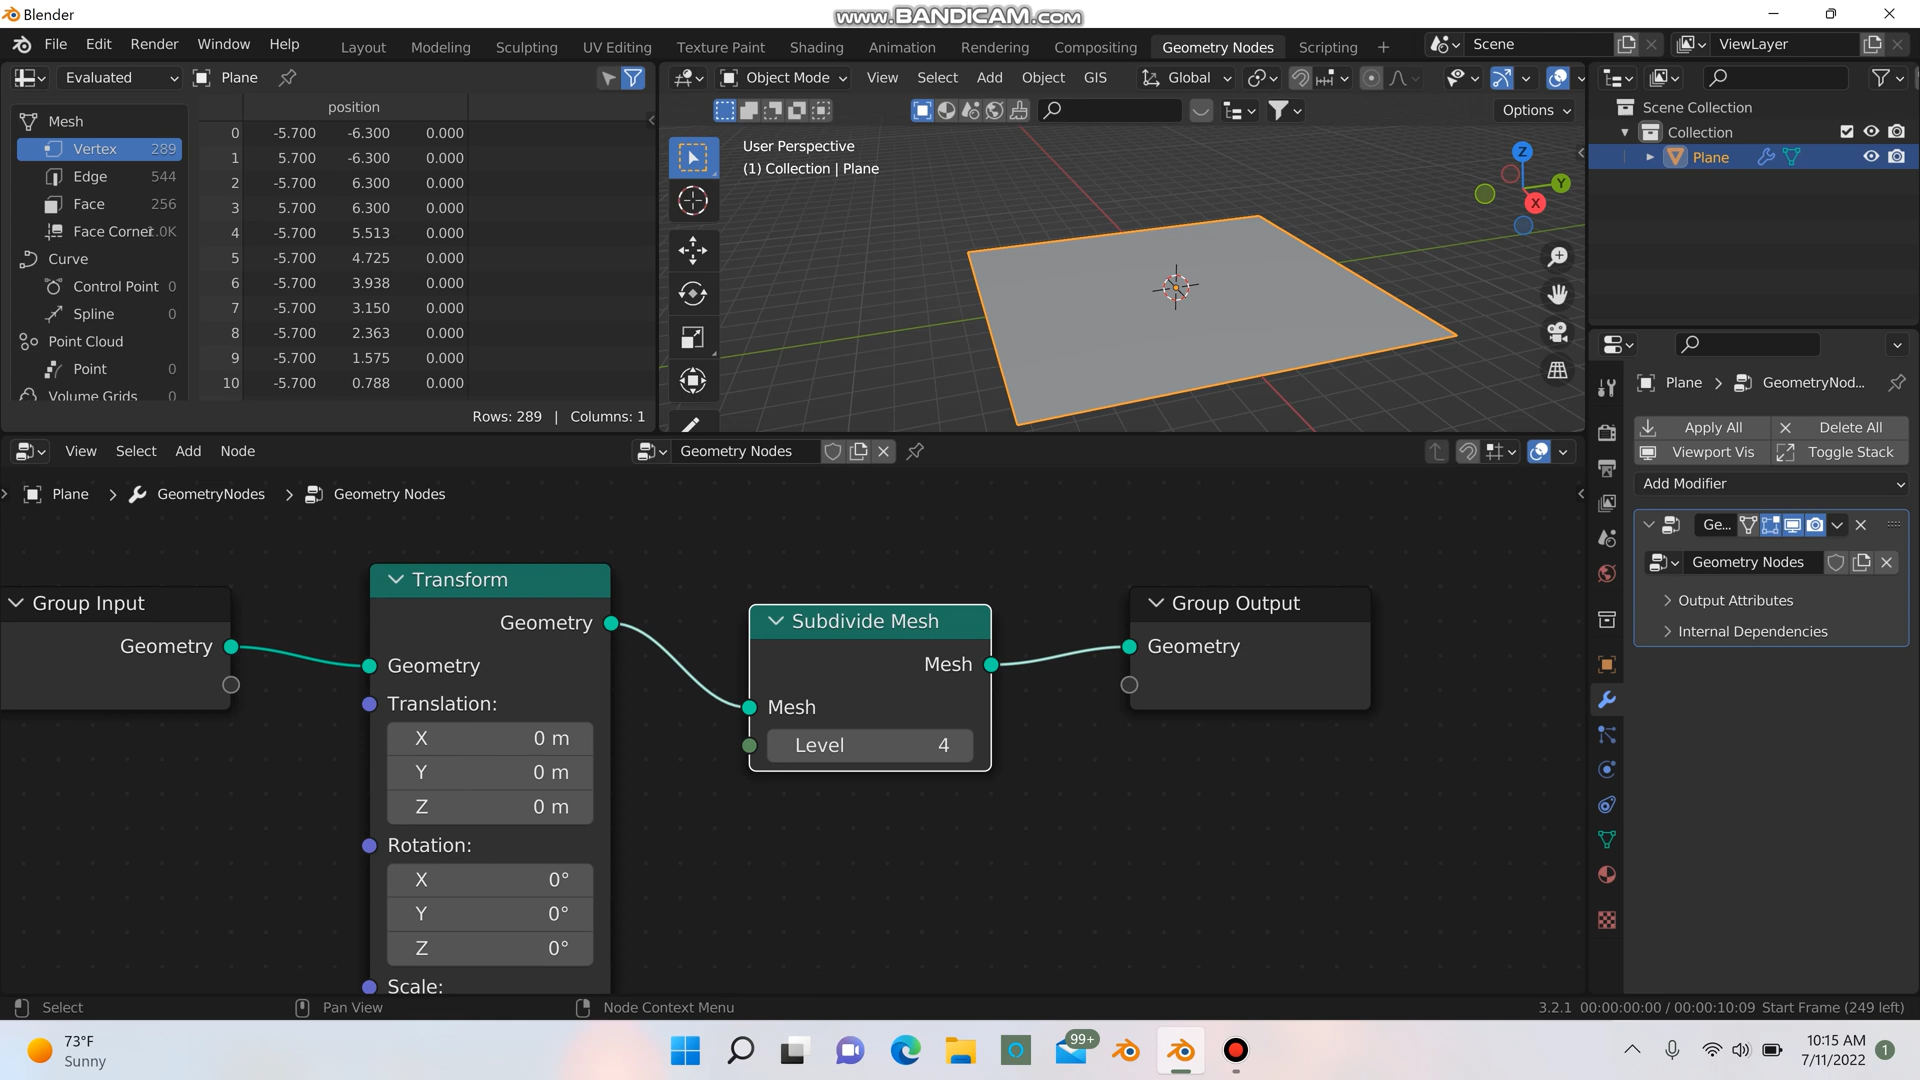 Blender
www.BANDICAM.com
File Edit Render Window Help
Layout Modeling Sculpting UV Editing Texture Paint Shading Animation Rendering Compositing Geometry Nodes Scripting +
Scene
ViewLayer
Evaluated
Plane
Object Mode
View Select Add Object GIS
Global
Options
position
Mesh
Vertex 289
Edge 544
Face 256
Face Corner 1.0K
Curve
Control Point 0
Spline 0
Point Cloud
Point 0
Volume Grids 0
0 -5.700 -6.300 0.000
1 5.700 -6.300 0.000
2 -5.700 6.300 0.000
3 5.700 6.300 0.000
4 -5.700 5.513 0.000
5 -5.700 4.725 0.000
6 -5.700 3.938 0.000
7 -5.700 3.150 0.000
8 -5.700 2.363 0.000
9 -5.700 1.575 0.000
10 -5.700 0.788 0.000
Rows: 289 | Columns: 1
User Perspective
(1) Collection | Plane
Z
Y
X
Scene Collection
Collection
Plane
Plane > GeometryNod...
Apply All
Delete All
Viewport Vis
Toggle Stack
Add Modifier
Ge...
Geometry Nodes
Output Attributes
Internal Dependencies
View Select Add Node
Geometry Nodes
Plane > GeometryNodes > Geometry Nodes
Group Input
Geometry
Transform
Geometry
Geometry
Translation:
X 0 m
Y 0 m
Z 0 m
Rotation:
X 0°
Y 0°
Z 0°
Scale:
Subdivide Mesh
Mesh
Mesh
Level 4
Group Output
Geometry
Select
Pan View
Node Context Menu
3.2.1 00:00:00:00 / 00:00:10:09 Start Frame (249 left)
73°F
Sunny
99+
10:15 AM
7/11/2022
1